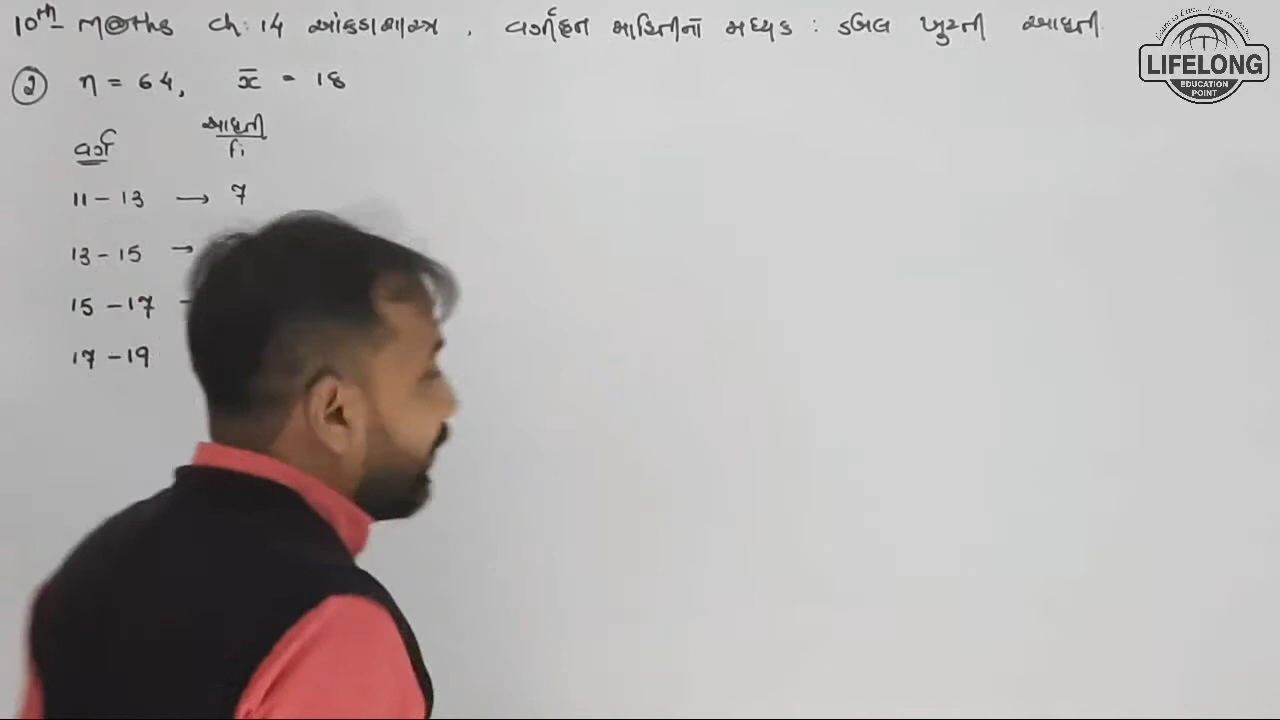 10th - M@ths ch: 14 આંકડાશાસ્ત્ર , વર્ગીકૃત માહિતીનો મધ્યક : ડબલ ખુટતી આવૃત્તી
LIFELONG
EDUCATION
POINT
② n = 64, x̄ = 18
વર્ગ આવૃત્તી
fi
11 - 13 → 7
13 - 15 →
15 - 17
17 - 19